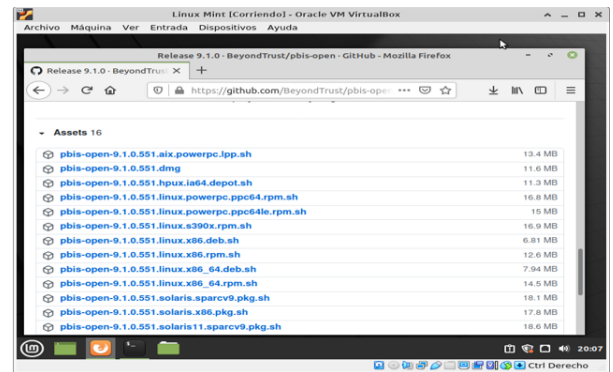 Linux Mint [Corriendo] - Oracle VM VirtualBox
Archivo Máquina Ver Entrada Dispositivos Ayuda
Release 9.1.0 · BeyondTrust/pbis-open · GitHub - Mozilla Firefox
Release 9.1.0 · BeyondTrus
https://github.com/BeyondTrust/pbis-ope
Assets 16
pbis-open-9.1.0.551.aix.powerpc.lpp.sh 13.4 MB
pbis-open-9.1.0.551.dmg 11.6 MB
pbis-open-9.1.0.551.hpux.ia64.depot.sh 11.3 MB
pbis-open-9.1.0.551.linux.powerpc.ppc64.rpm.sh 16.8 MB
pbis-open-9.1.0.551.linux.powerpc.ppc64le.rpm.sh 15 MB
pbis-open-9.1.0.551.linux.s390x.rpm.sh 16.9 MB
pbis-open-9.1.0.551.linux.x86.deb.sh 6.81 MB
pbis-open-9.1.0.551.linux.x86.rpm.sh 12.6 MB
pbis-open-9.1.0.551.linux.x86_64.deb.sh 7.94 MB
pbis-open-9.1.0.551.linux.x86_64.rpm.sh 14.5 MB
pbis-open-9.1.0.551.solaris.sparcv9.pkg.sh 18.1 MB
pbis-open-9.1.0.551.solaris.x86.pkg.sh 17.8 MB
pbis-open-9.1.0.551.solaris11.sparcv9.pkg.sh 18.6 MB
20:07
Ctrl Derecho